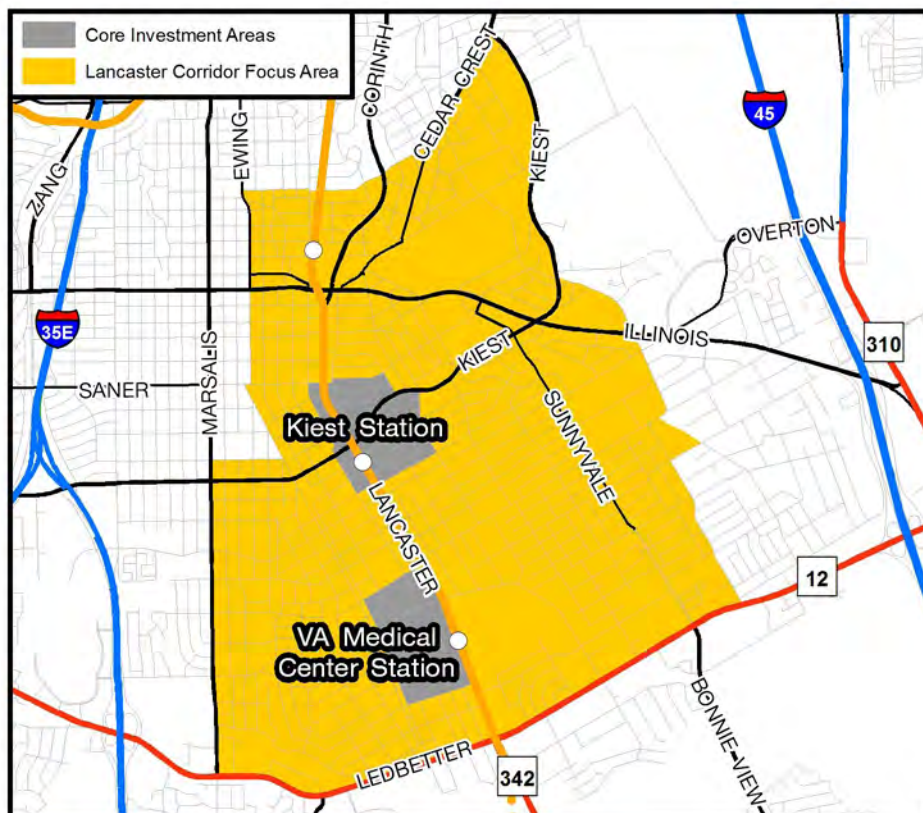 Core Investment Areas
Lancaster Corridor Focus Area
CORINTH
CEDAR CREST
45
EWING
KIEST
ZANG
OVERTON
35E
ILLINOIS
310
KIEST
SANER
MARSALIS
Kiest Station
SUNNYVALE
LANCASTER
12
VA Medical
Center Station
BONNIE VIEW
LEDBETTER
342